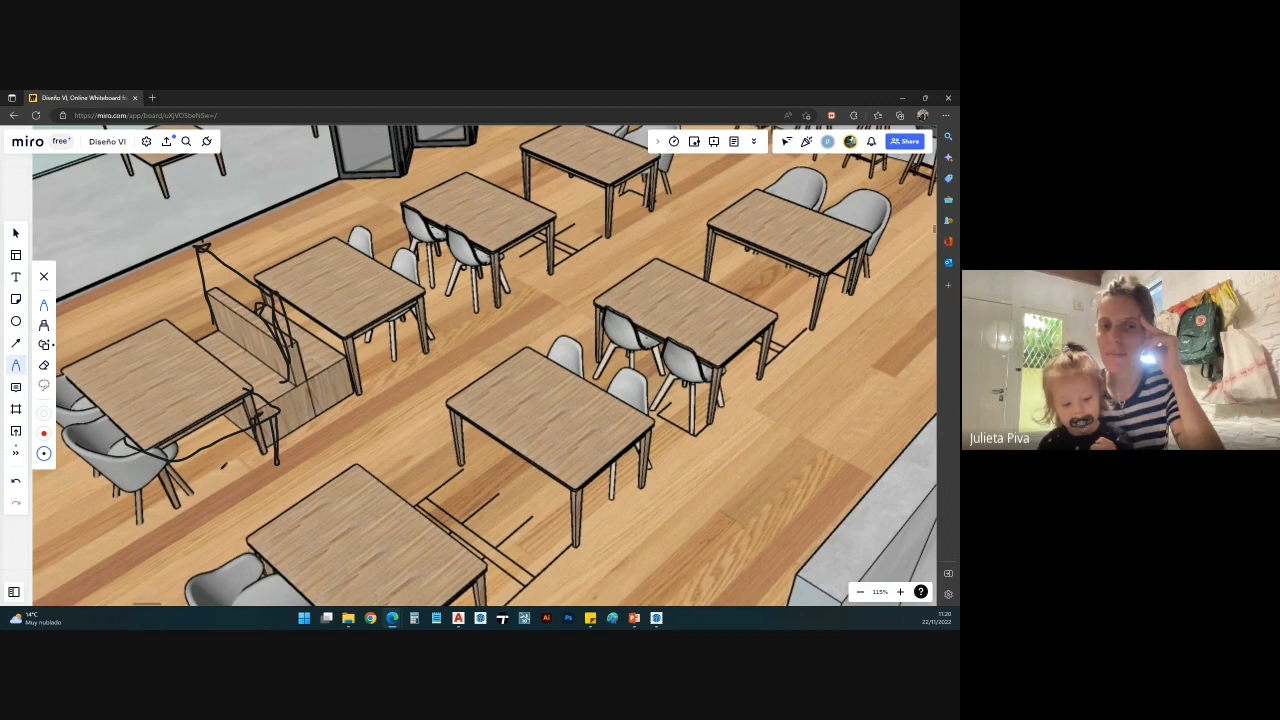 Diseño VI, Online Whiteboard fo
https://miro.com/app/board/uXjVOSbeNSw=/
miro free Diseño VI
Share
Julieta Piva
115%
14°C
Muy nublado
11:20
22/11/2022